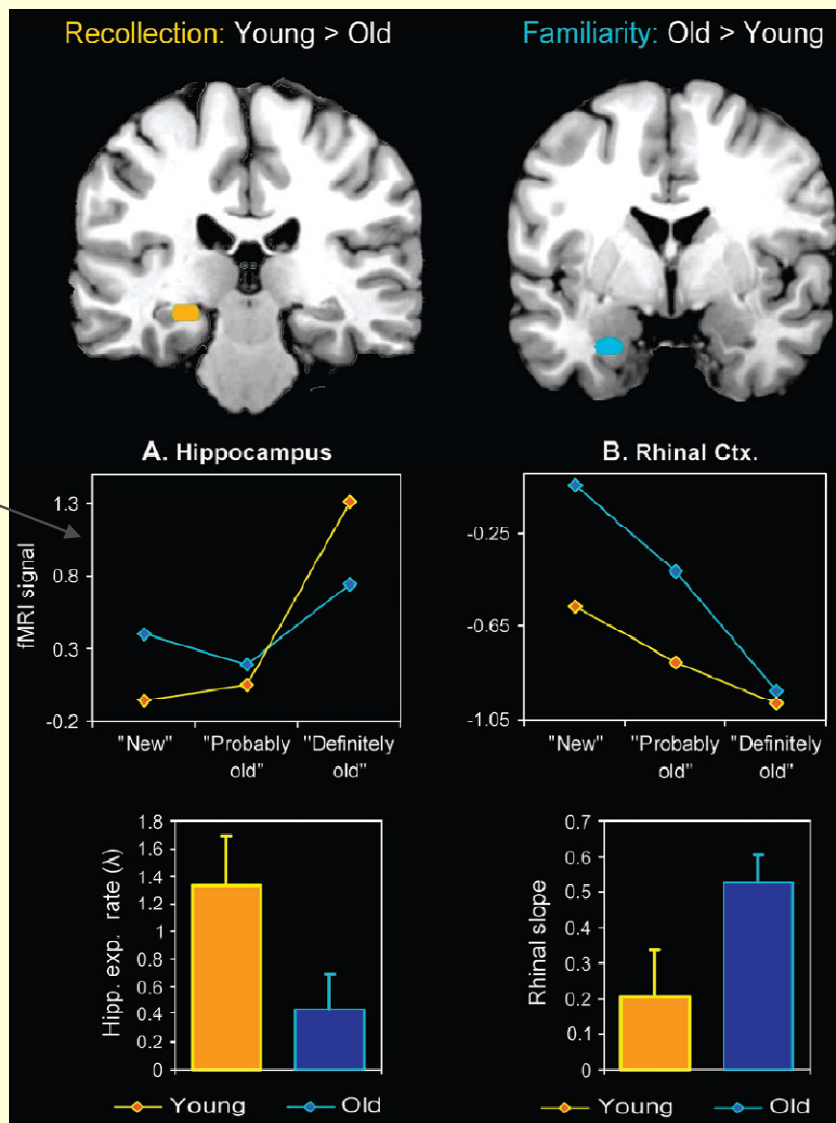 Recollection: Young > Old
Familiarity: Old > Young
A. Hippocampus
fMRI signal
1.3
0.8
0.3
-0.2
"New"
"Probably old"
"Definitely old"
B. Rhinal Ctx.
-0.25
-0.65
-1.05
"New"
"Probably old"
"Definitely old"
Hipp. exp. rate (λ)
1.8
1.6
1.4
1.2
1
0.8
0.6
0.4
0.2
0
Rhinal slope
0.7
0.6
0.5
0.4
0.3
0.2
0.1
0
Young
Old
Young
Old